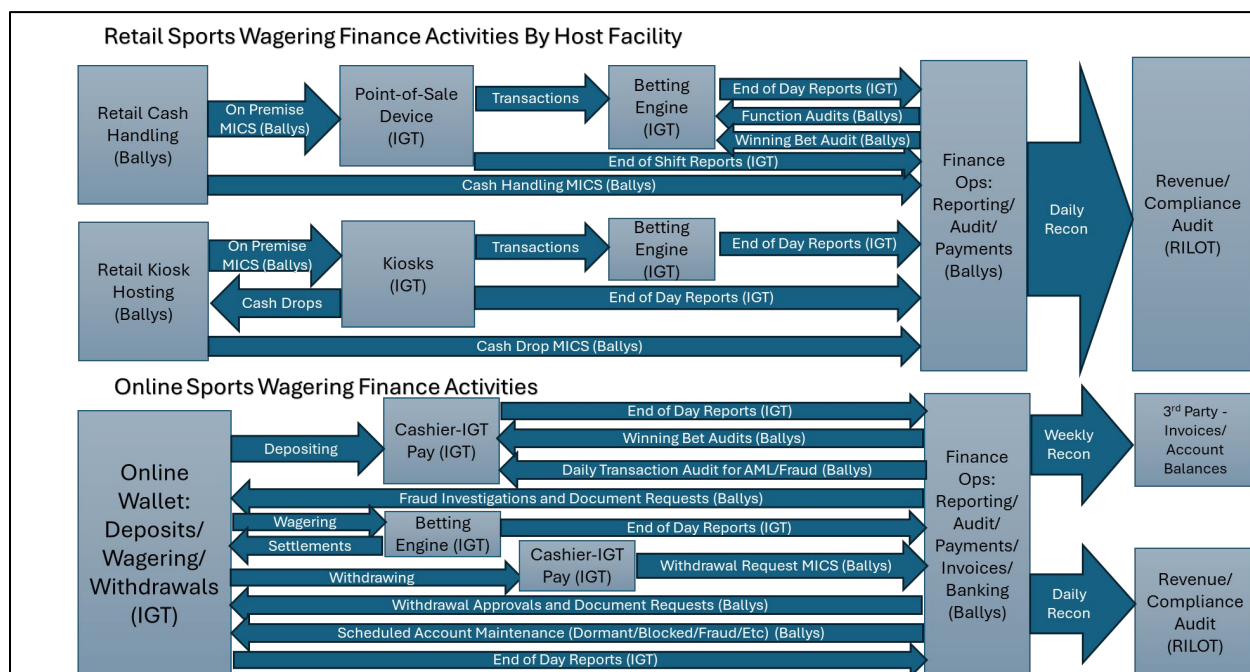 Retail Sports Wagering Finance Activities By Host Facility
Retail Cash
Handling
(Ballys)
On Premise
MICS (Ballys)
Point-of-Sale
Device
(IGT)
Transactions
Betting
Engine
(IGT)
End of Day Reports (IGT)
Function Audits (Ballys)
Winning Bet Audit (Ballys)
End of Shift Reports (IGT)
Cash Handling MICS (Ballys)
Finance
Ops:
Reporting/
Audit/
Payments
(Ballys)
Daily
Recon
Revenue/
Compliance
Audit
(RILOT)
Retail Kiosk
Hosting
(Ballys)
On Premise
MICS (Ballys)
Cash Drops
Kiosks
(IGT)
Transactions
Betting
Engine
(IGT)
End of Day Reports (IGT)
End of Day Reports (IGT)
Cash Drop MICS (Ballys)
Online Sports Wagering Finance Activities
Online
Wallet:
Deposits/
Wagering/
Withdrawals
(IGT)
Depositing
Cashier-IGT
Pay (IGT)
End of Day Reports (IGT)
Winning Bet Audits (Ballys)
Daily Transaction Audit for AML/Fraud (Ballys)
Fraud Investigations and Document Requests (Ballys)
Wagering
Settlements
Betting
Engine (IGT)
End of Day Reports (IGT)
Withdrawing
Cashier-IGT
Pay (IGT)
Withdrawal Request MICS (Ballys)
Withdrawal Approvals and Document Requests (Ballys)
Scheduled Account Maintenance (Dormant/Blocked/Fraud/Etc) (Ballys)
End of Day Reports (IGT)
Finance
Ops:
Reporting/
Audit/
Payments/
Invoices/
Banking
(Ballys)
Weekly
Recon
3rd Party -
Invoices/
Account
Balances
Daily
Recon
Revenue/
Compliance
Audit
(RILOT)